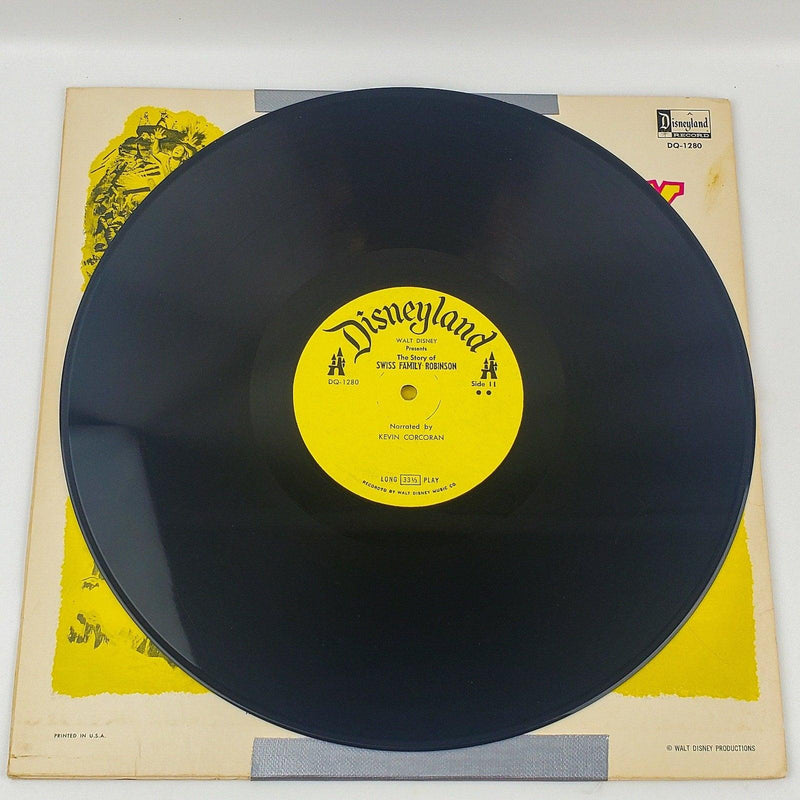 Disneyland
RECORD
DQ-1280
Y
Disneyland
WALT DISNEY
Presents
The Story of
SWISS FAMILY ROBINSON
DQ-1280
Side II
Narrated by
KEVIN CORCORAN
LONG 33⅓ PLAY
RECORDED BY WALT DISNEY MUSIC CO.
PRINTED IN U.S.A.
© WALT DISNEY PRODUCTIONS